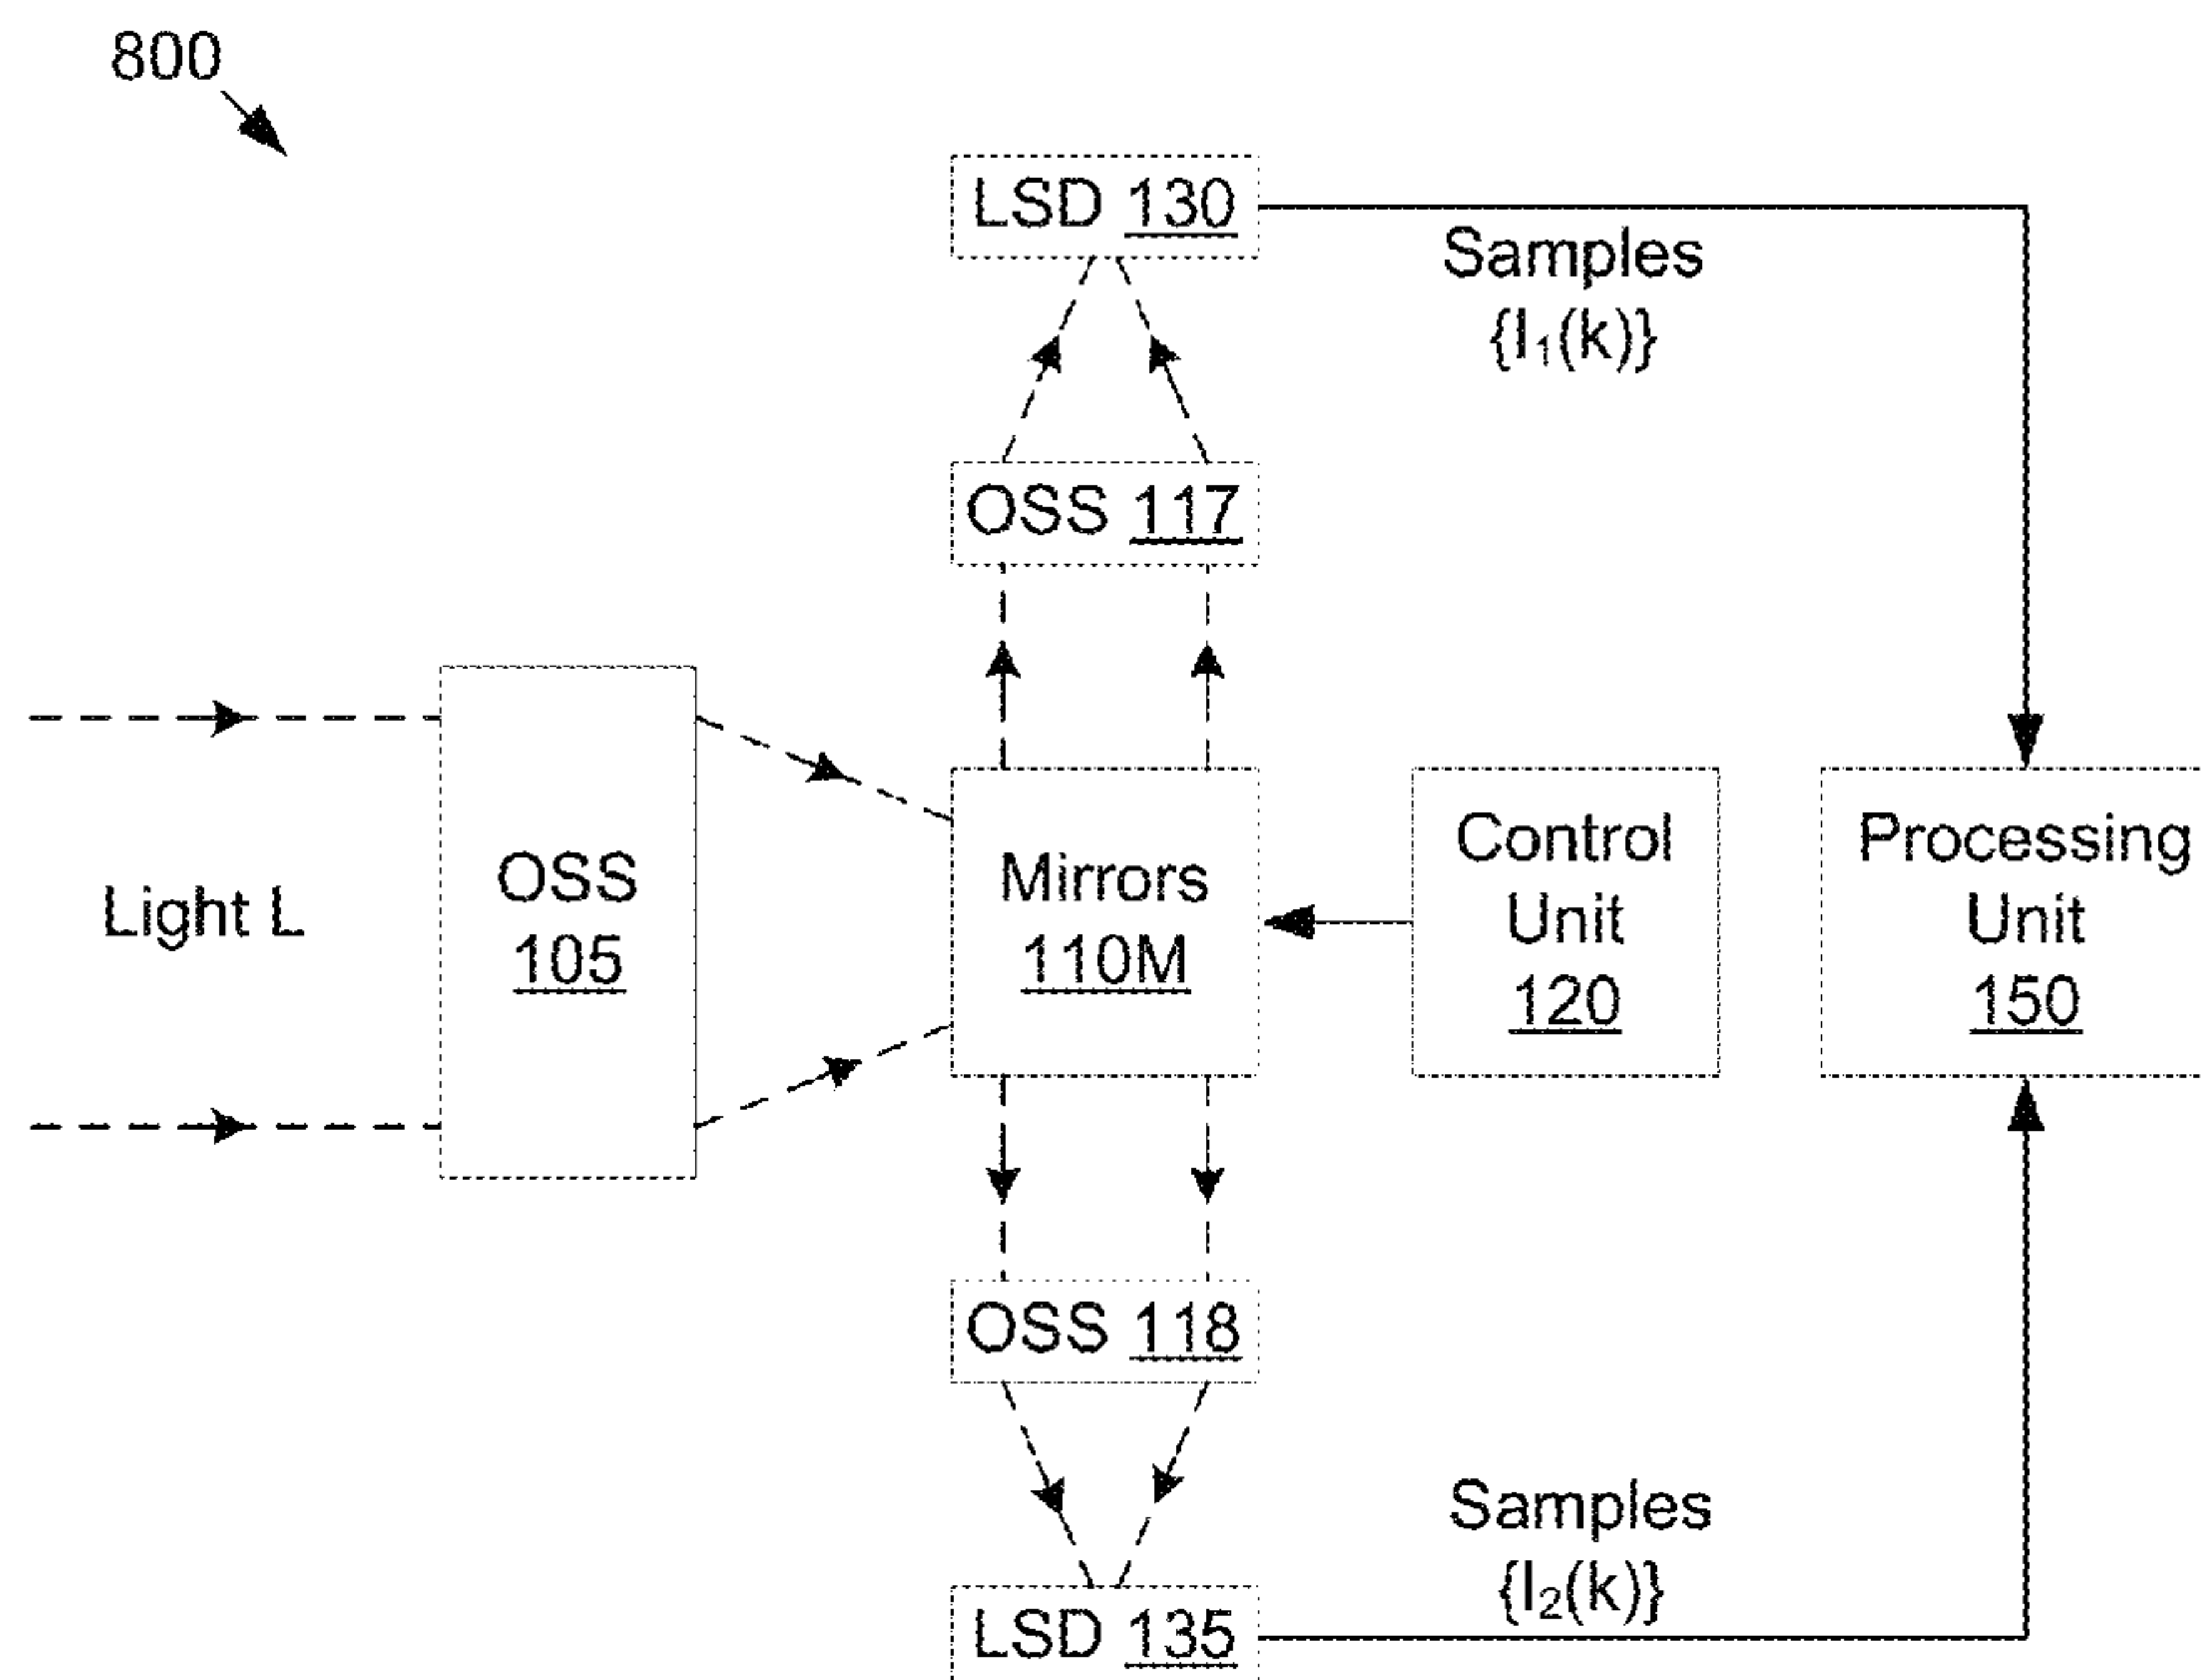 800
LSD 130
Samples
{I₁(k)}
OSS 117
Light L
OSS
105
Mirrors
110M
Control
Unit
120
Processing
Unit
150
OSS 118
Samples
{I₂(k)}
LSD 135